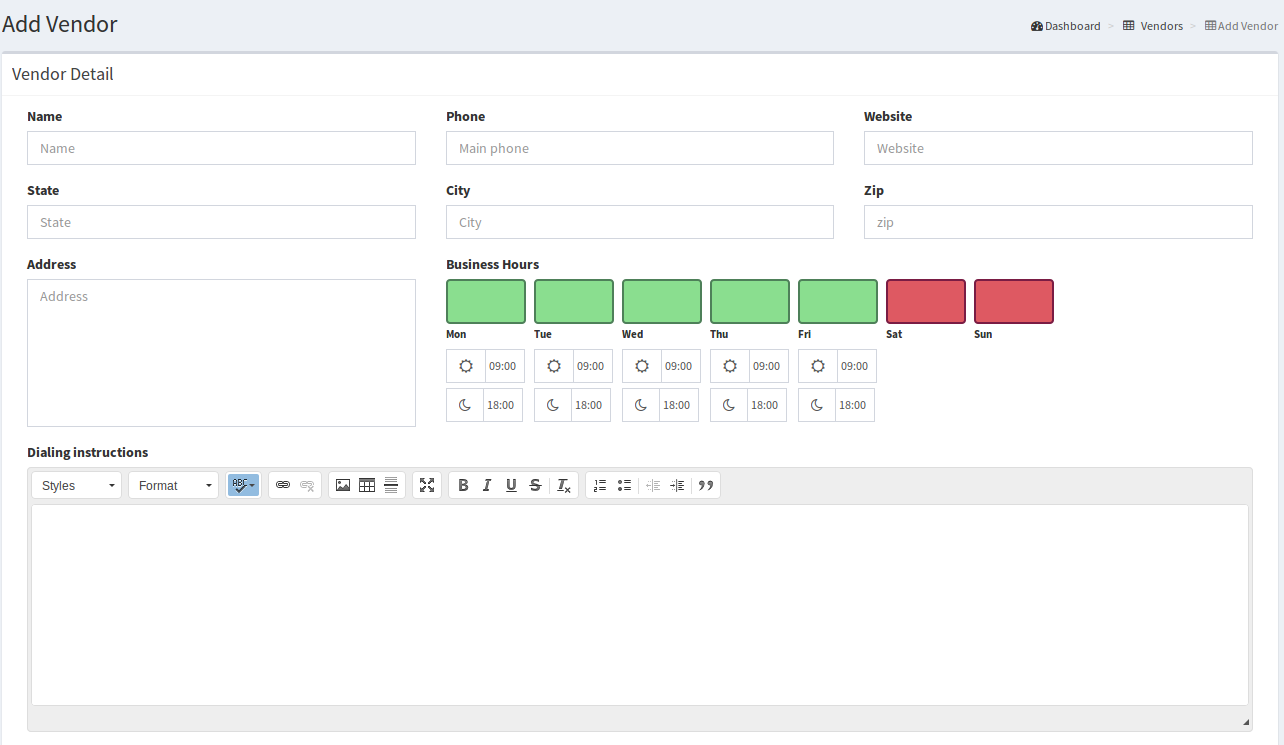 Add Vendor
Dashboard > Vendors > Add Vendor
Vendor Detail
Name Phone Website
Name Main phone Website
State City Zip
State City zip
Address Business Hours
Address
Mon Tue Wed Thu Fri Sat Sun
09:00 09:00 09:00 09:00 09:00
18:00 18:00 18:00 18:00 18:00
Dialing instructions
Styles Format ABC B I U S Ix